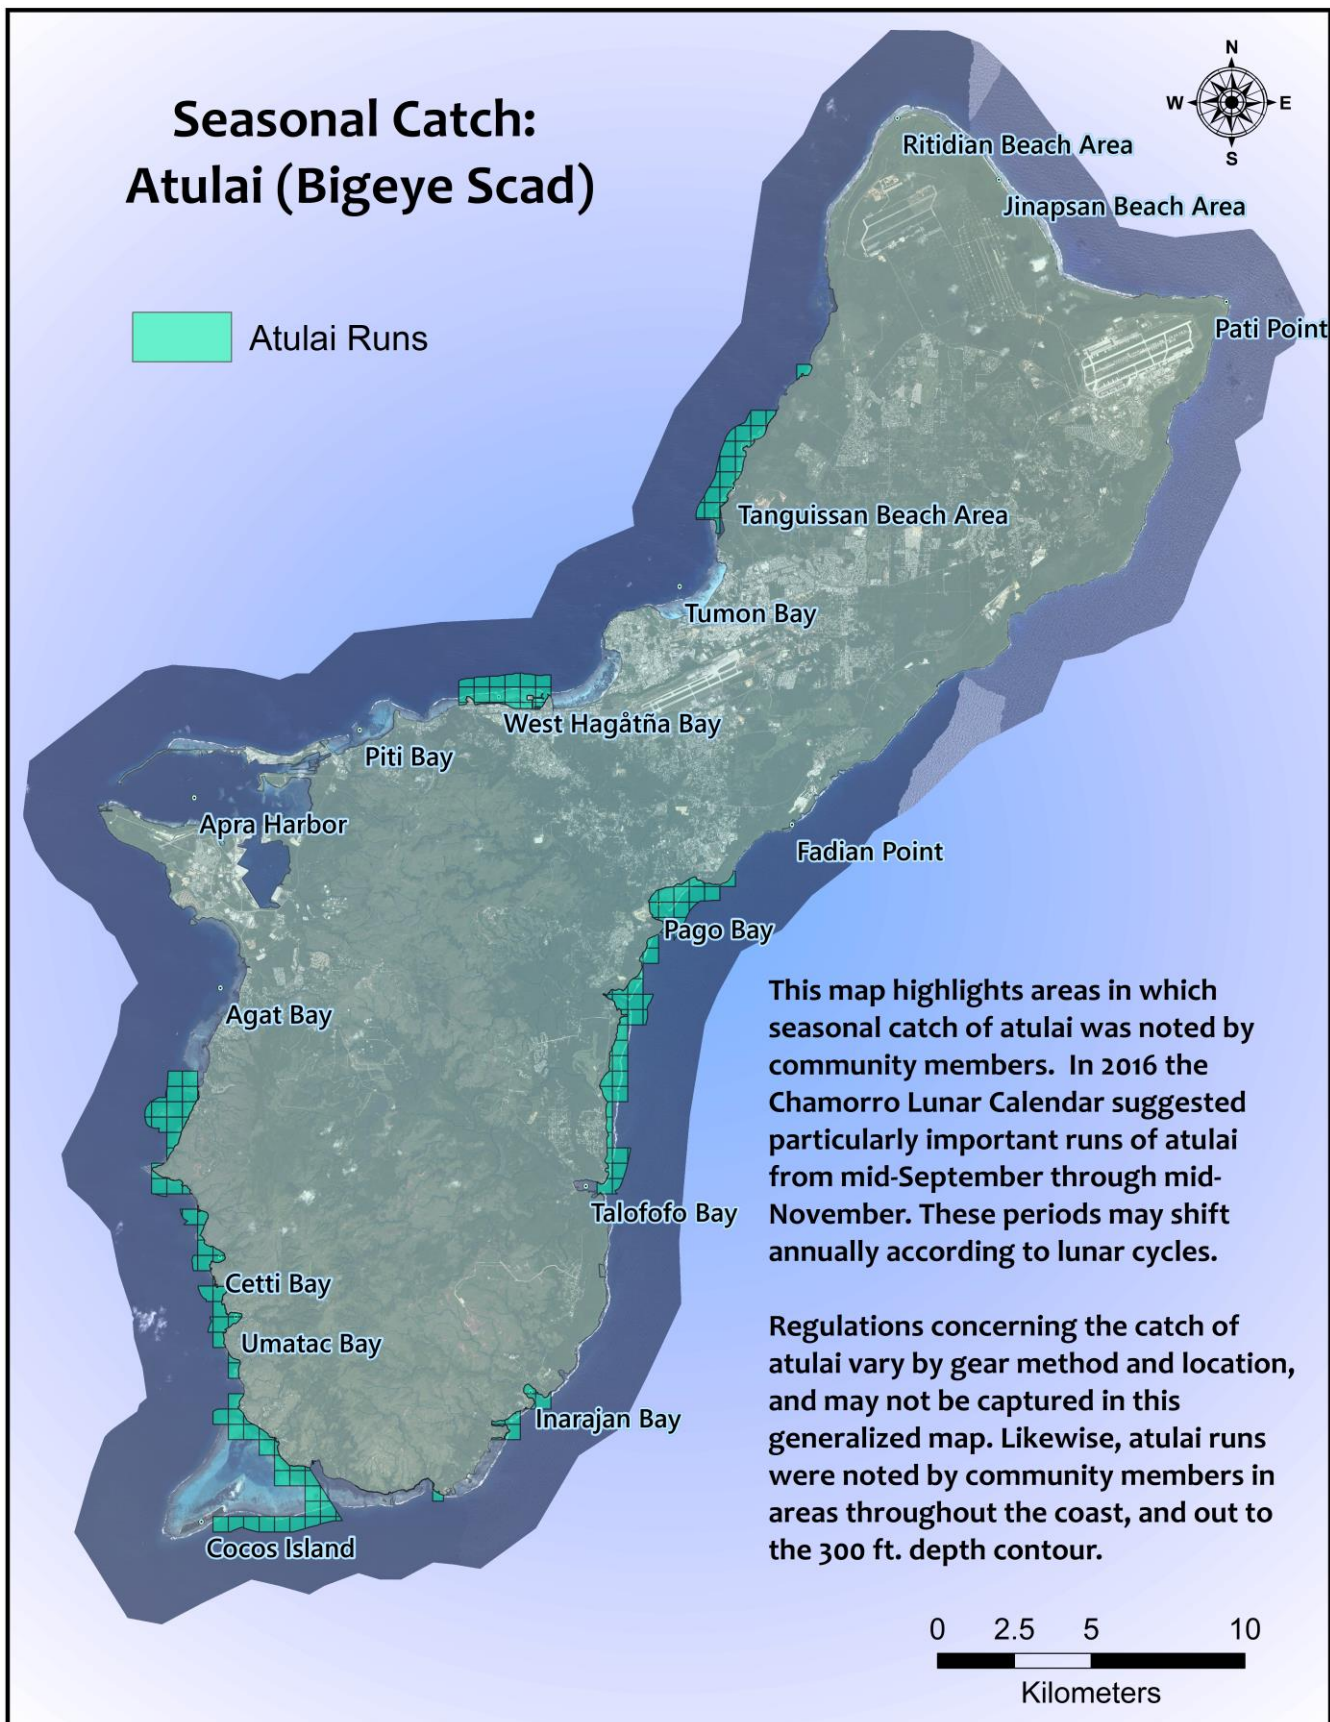 Seasonal Catch:
Atulai (Bigeye Scad)
N
W
E
S
Atulai Runs
Ritidian Beach Area
Jinapsan Beach Area
Pati Point
Tanguissan Beach Area
Tumon Bay
West Hagåtña Bay
Piti Bay
Apra Harbor
Fadian Point
Pago Bay
Agat Bay
Talofofo Bay
Cetti Bay
Umatac Bay
Inarajan Bay
Cocos Island
This map highlights areas in which
seasonal catch of atulai was noted by
community members.  In 2016 the
Chamorro Lunar Calendar suggested
particularly important runs of atulai
from mid-September through mid-
November. These periods may shift
annually according to lunar cycles.
Regulations concerning the catch of
atulai vary by gear method and location,
and may not be captured in this
generalized map. Likewise, atulai runs
were noted by community members in
areas throughout the coast, and out to
the 300 ft. depth contour.
0 2.5 5 10
Kilometers